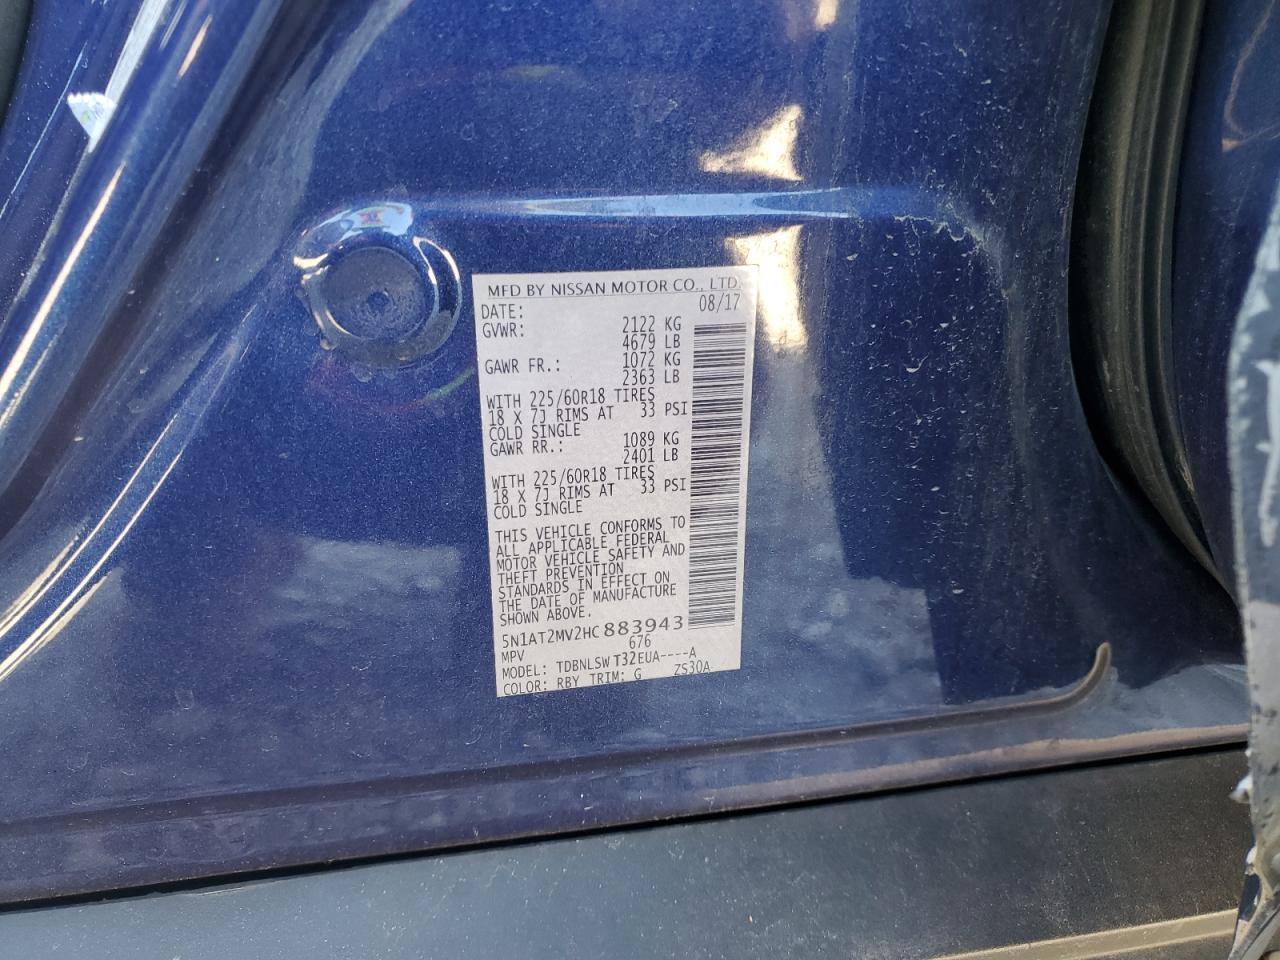 MFD BY NISSAN MOTOR CO., LTD.
DATE: 08/17
GVWR: 2122 KG
4679 LB
GAWR FR.: 1072 KG
2363 LB
WITH 225/60R18 TIRES
18 X 7J RIMS AT 33 PSI
COLD SINGLE
GAWR RR.: 1089 KG
2401 LB
WITH 225/60R18 TIRES
18 X 7J RIMS AT 33 PSI
COLD SINGLE
THIS VEHICLE CONFORMS TO
ALL APPLICABLE FEDERAL
MOTOR VEHICLE SAFETY AND
THEFT PREVENTION
STANDARDS IN EFFECT ON
THE DATE OF MANUFACTURE
SHOWN ABOVE.
5N1AT2MV2HC883943
MPV 676
MODEL: TDBNLSWT32EUA----A
COLOR: RBY TRIM: G ZS30A